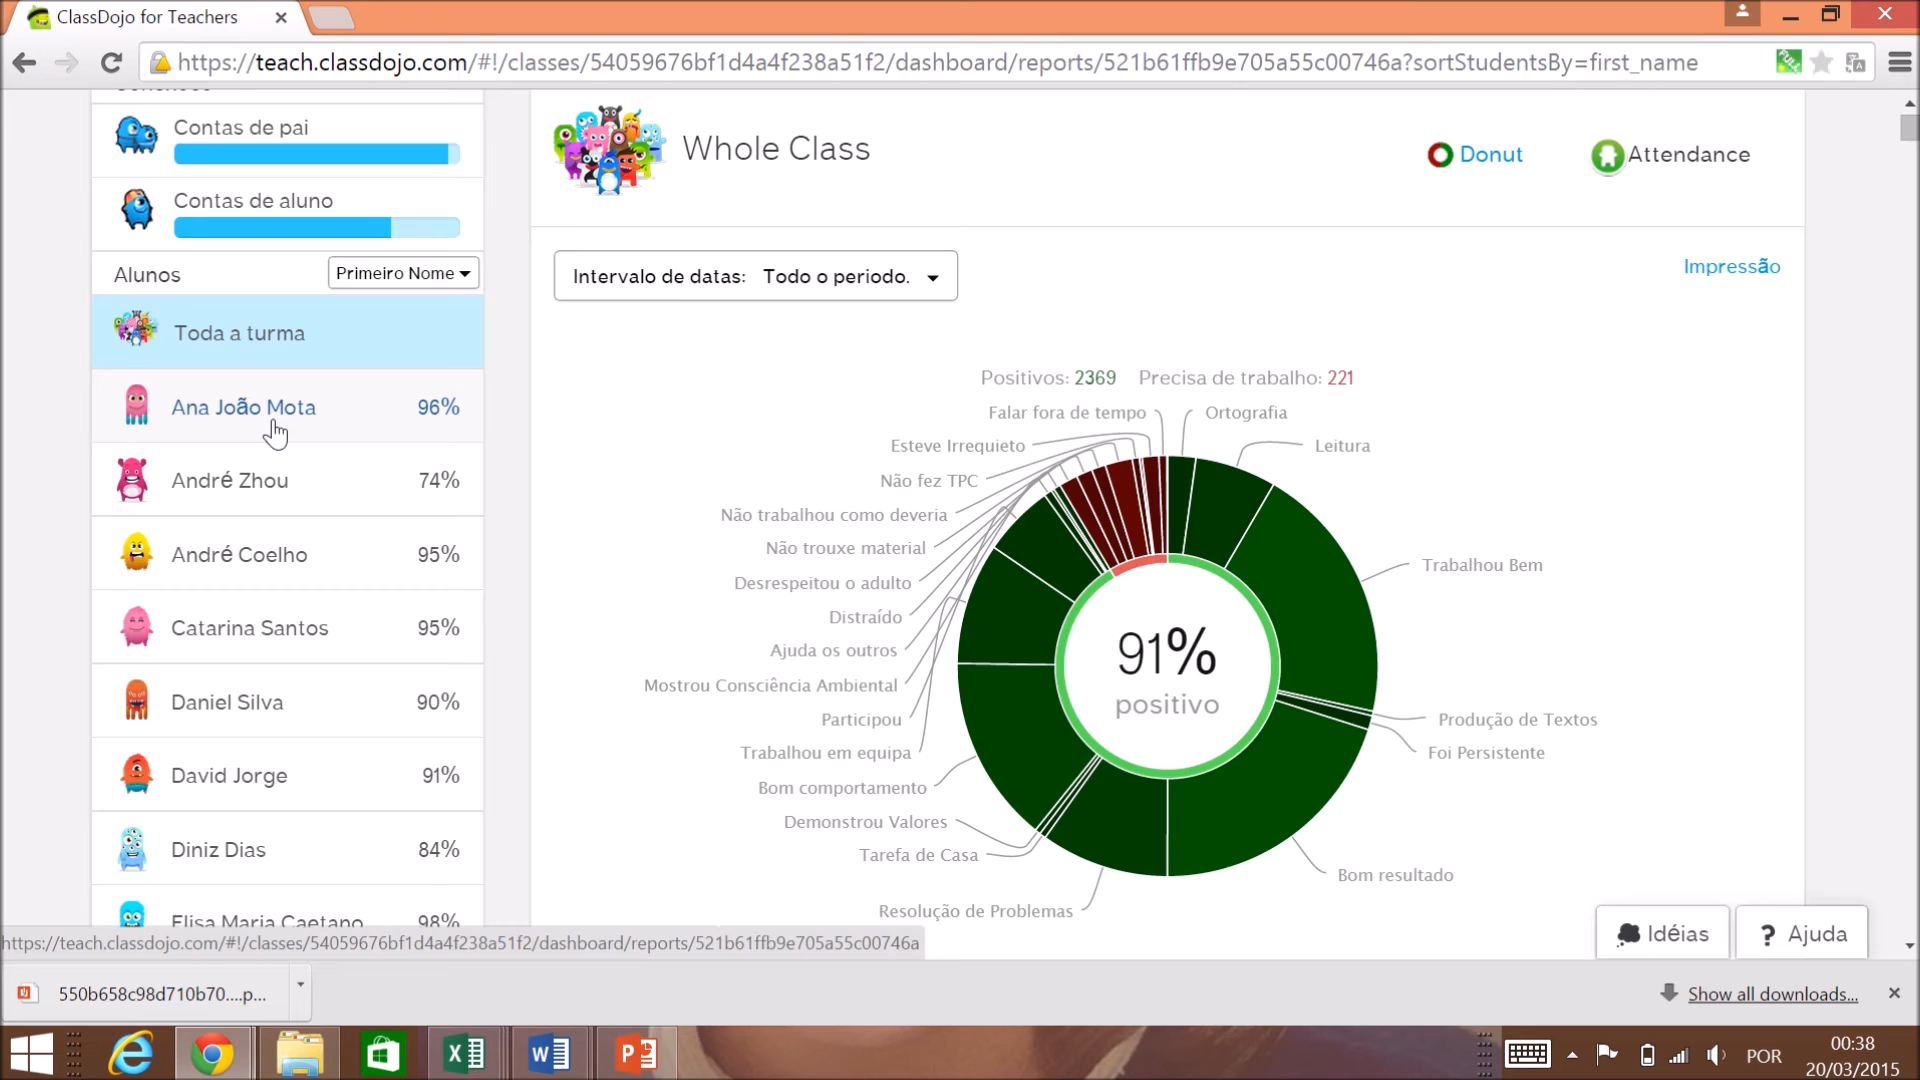 ClassDojo for Teachers
https://teach.classdojo.com/#!/classes/54059676bf1d4a4f238a51f2/dashboard/reports/521b61ffb9e705a55c00746a?sortStudentsBy=first_name
Contas de pai
Contas de aluno
Alunos
Primeiro Nome
Toda a turma
Ana João Mota 96%
André Zhou 74%
André Coelho 95%
Catarina Santos 95%
Daniel Silva 90%
David Jorge 91%
Diniz Dias 84%
Elisa Maria Caetano 98%
Whole Class
Donut
Attendance
Intervalo de datas: Todo o periodo.
Impressão
Positivos: 2369 Precisa de trabalho: 221
Falar fora de tempo
Ortografia
Esteve Irrequieto
Leitura
Não fez TPC
Não trabalhou como deveria
Não trouxe material
Trabalhou Bem
Desrespeitou o adulto
Distraído
Ajuda os outros
Mostrou Consciência Ambiental
Participou
Produção de Textos
Trabalhou em equipa
Foi Persistente
Bom comportamento
Demonstrou Valores
Tarefa de Casa
Bom resultado
Resolução de Problemas
91%
positivo
Idéias
? Ajuda
https://teach.classdojo.com/#!/classes/54059676bf1d4a4f238a51f2/dashboard/reports/521b61ffb9e705a55c00746a
550b658c98d710b70....p...
Show all downloads...
POR
00:38
20/03/2015